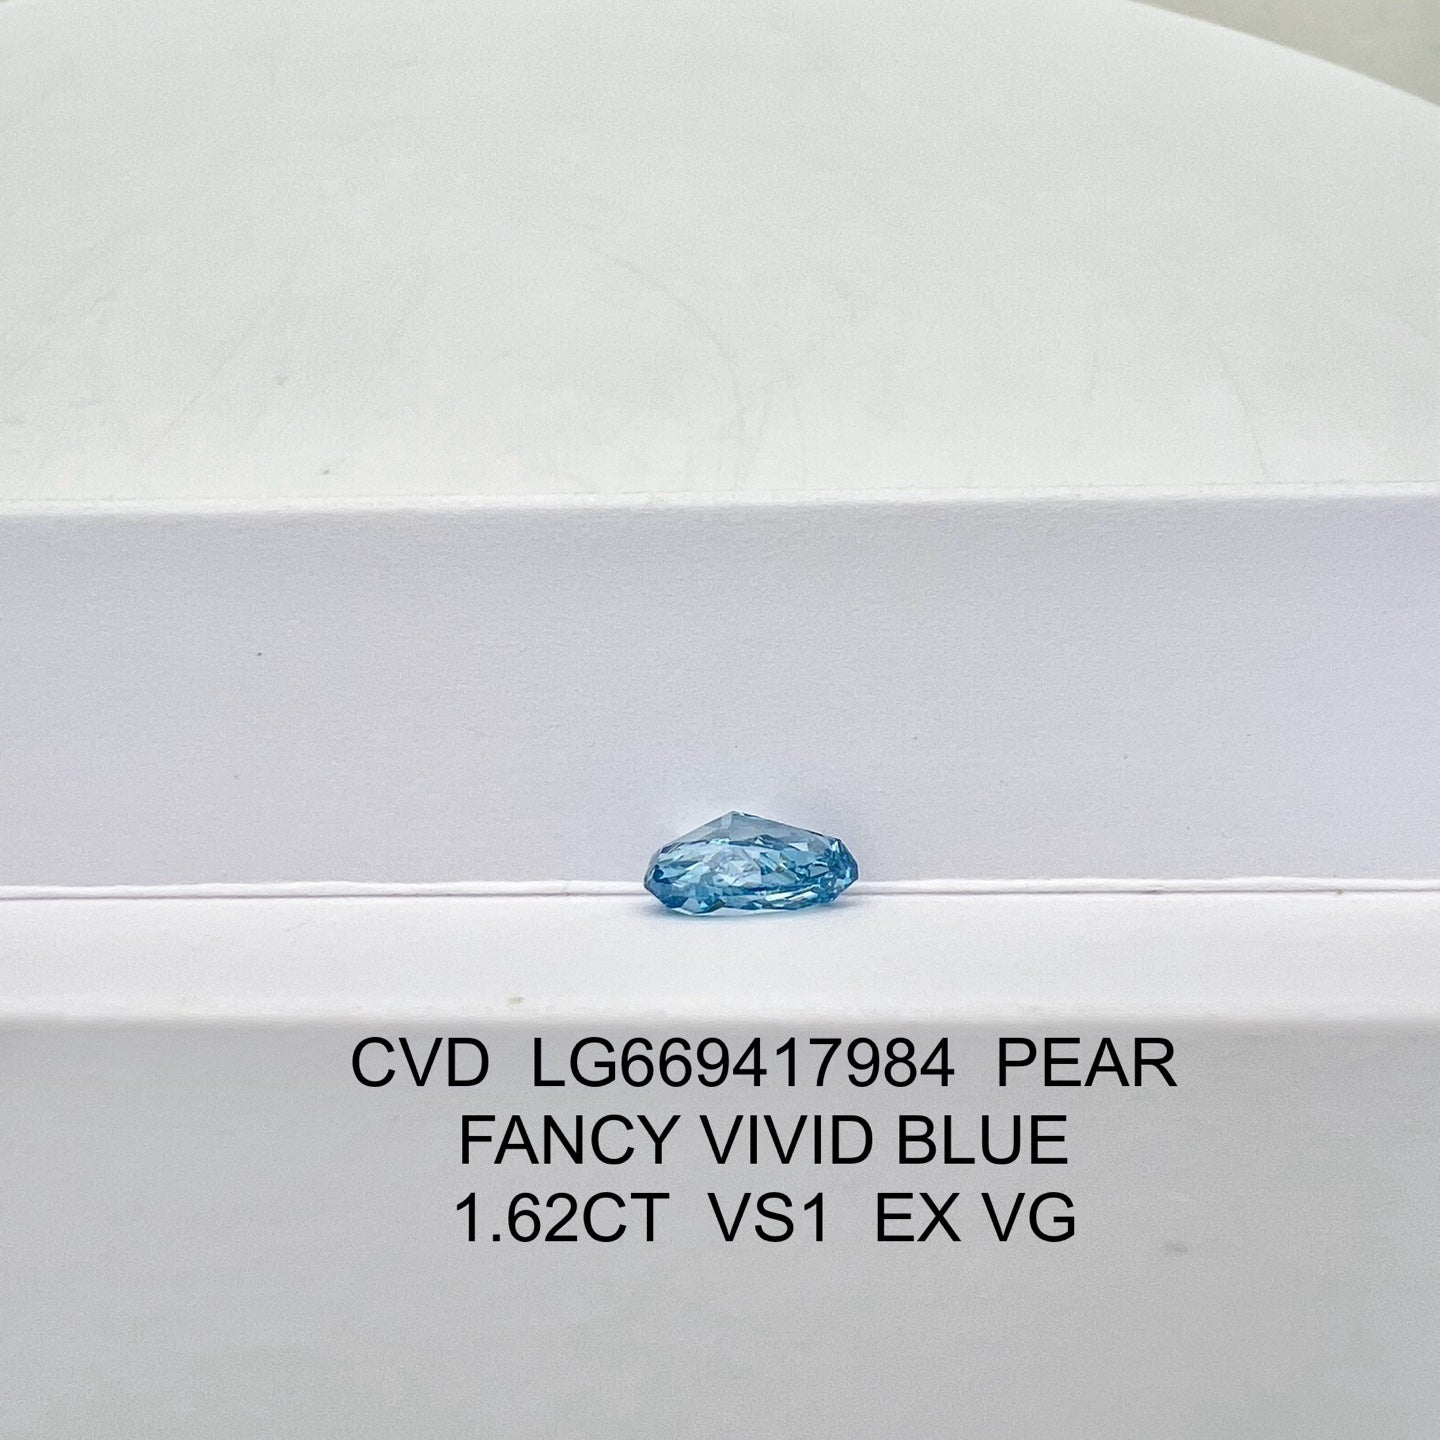 CVD LG669417984 PEAR
FANCY VIVID BLUE
1.62CT VS1 EX VG